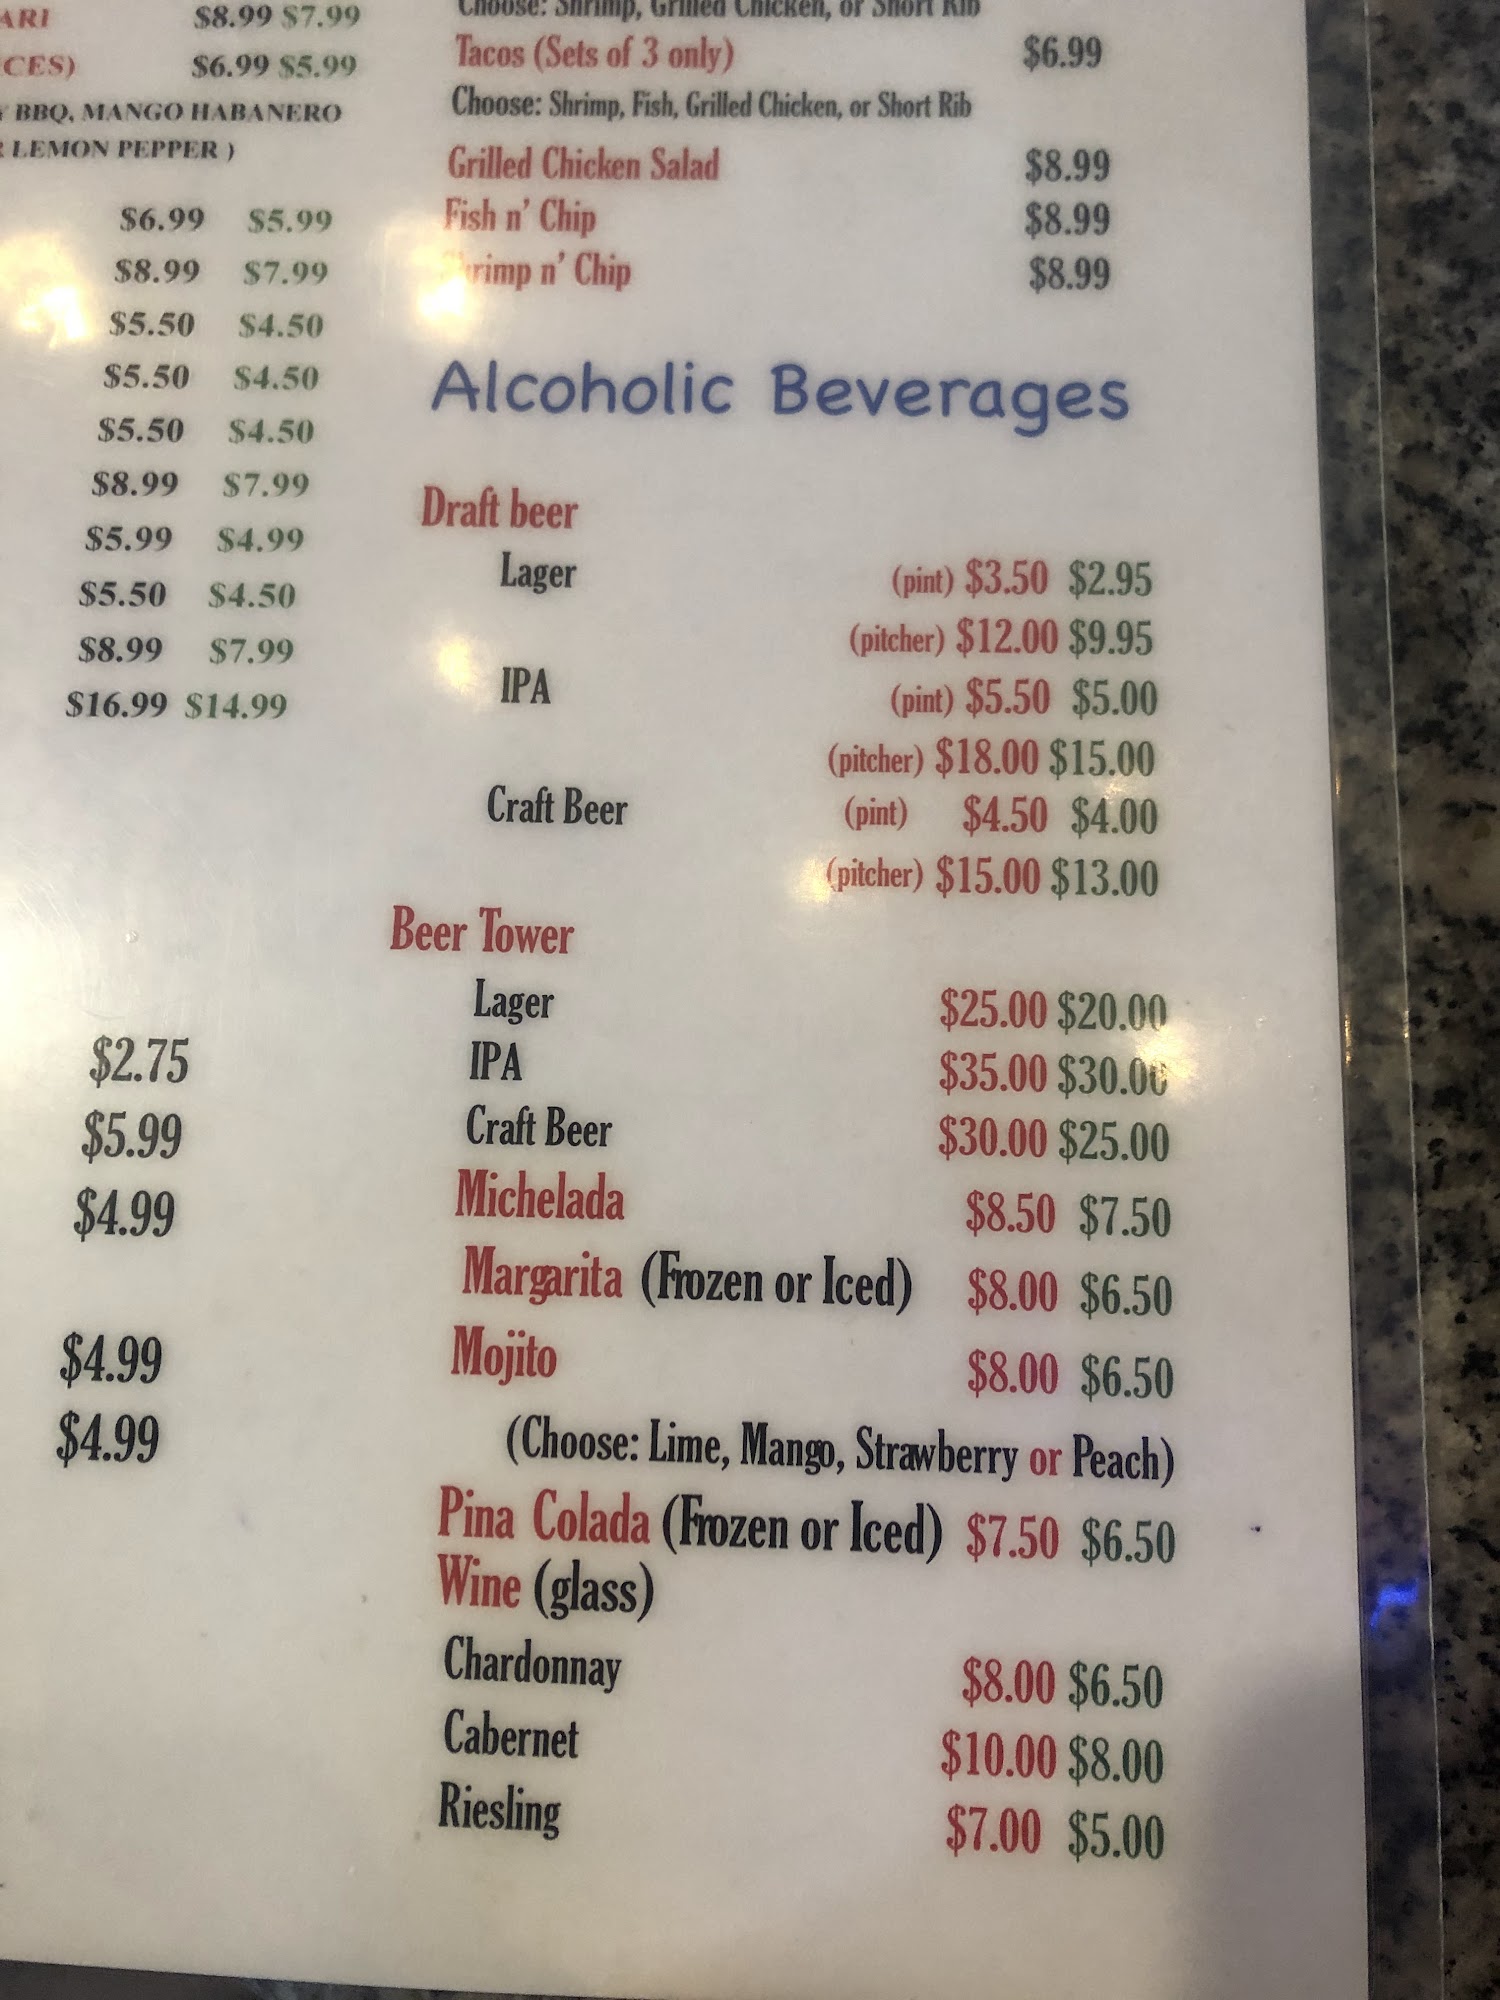 ARI $8.99 $7.99
CES) $6.99 $5.99
BBQ, MANGO HABANERO
LEMON PEPPER )
$6.99 $5.99
$8.99 $7.99
$5.50 $4.50
$5.50 $4.50
$5.50 $4.50
$8.99 $7.99
$5.99 $4.99
$5.50 $4.50
$8.99 $7.99
$16.99 $14.99
$2.75
$5.99
$4.99
$4.99
$4.99
Choose: Shrimp, Grilled Chicken, or Short Rib
Tacos (Sets of 3 only) $6.99
Choose: Shrimp, Fish, Grilled Chicken, or Short Rib
Grilled Chicken Salad $8.99
Fish n' Chip $8.99
Shrimp n' Chip $8.99
Alcoholic Beverages
Draft beer
Lager (pint) $3.50 $2.95
(pitcher) $12.00 $9.95
IPA (pint) $5.50 $5.00
(pitcher) $18.00 $15.00
Craft Beer (pint) $4.50 $4.00
(pitcher) $15.00 $13.00
Beer Tower
Lager $25.00 $20.00
IPA $35.00 $30.00
Craft Beer $30.00 $25.00
Michelada $8.50 $7.50
Margarita (Frozen or Iced) $8.00 $6.50
Mojito $8.00 $6.50
(Choose: Lime, Mango, Strawberry or Peach)
Pina Colada (Frozen or Iced) $7.50 $6.50
Wine (glass)
Chardonnay $8.00 $6.50
Cabernet $10.00 $8.00
Riesling $7.00 $5.00